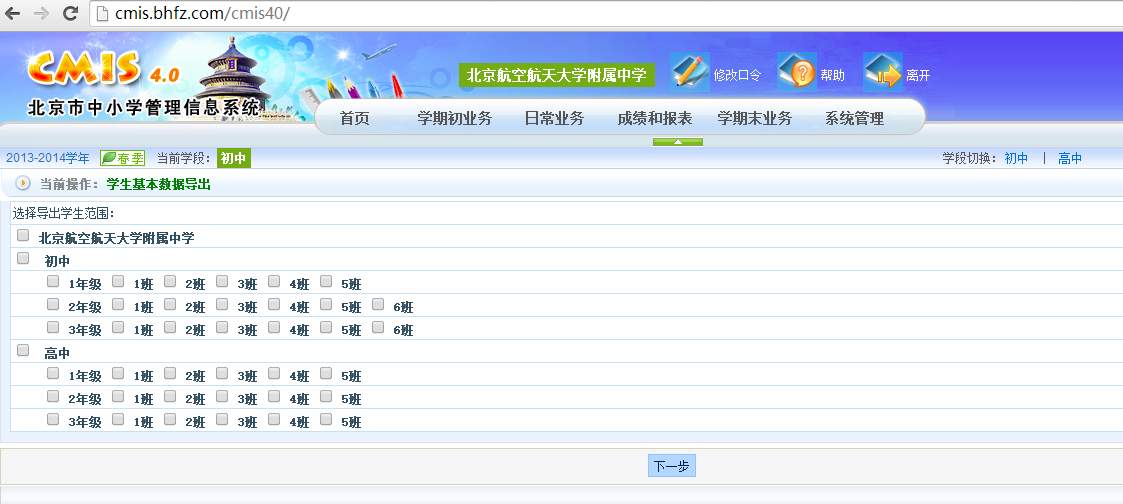 cmis.bhfz.com/cmis40/
CMIS 4.0
北京市中小学管理信息系统
北京航空航天大学附属中学 修改口令 帮助 离开
首页 学期初业务 日常业务 成绩和报表 学期末业务 系统管理
2013-2014学年 春季 当前学段: 初中 学段切换: 初中 | 高中
当前操作: 学生基本数据导出
选择导出学生范围:
北京航空航天大学附属中学
初中
1年级 1班 2班 3班 4班 5班
2年级 1班 2班 3班 4班 5班 6班
3年级 1班 2班 3班 4班 5班 6班
高中
1年级 1班 2班 3班 4班 5班
2年级 1班 2班 3班 4班 5班
3年级 1班 2班 3班 4班 5班
下一步